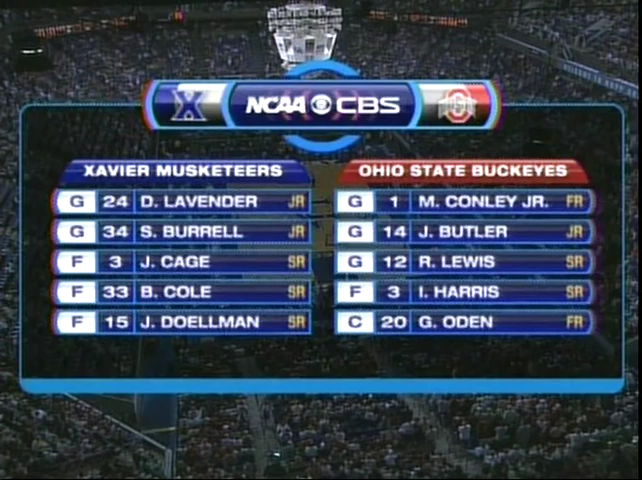 X NCAA CBS OHIO STATE
XAVIER MUSKETEERS
G 24 D. LAVENDER JR
G 34 S. BURRELL JR
F 3 J. CAGE SR
F 33 B. COLE SR
F 15 J. DOELLMAN SR
OHIO STATE BUCKEYES
G 1 M. CONLEY JR. FR
G 14 J. BUTLER JR
G 12 R. LEWIS SR
F 3 I. HARRIS SR
C 20 G. ODEN FR